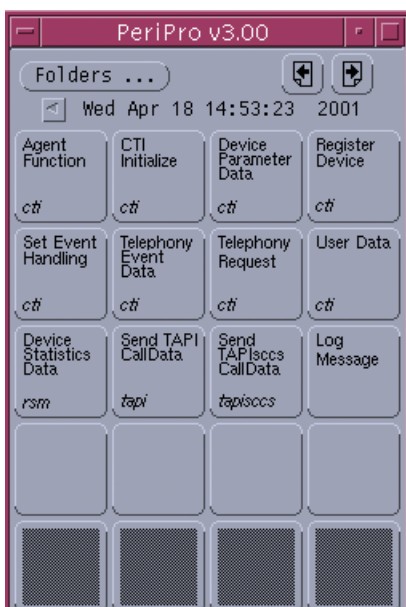 PeriPro v3.00
Folders ...
Wed Apr 18 14:53:23 2001
Agent Function cti
CTI Initialize cti
Device Parameter Data cti
Register Device cti
Set Event Handling cti
Telephony Event Data cti
Telephony Request cti
User Data cti
Device Statistics Data rsm
Send TAPI CallData tapi
Send TAPIsccs CallData tapisccs
Log Message